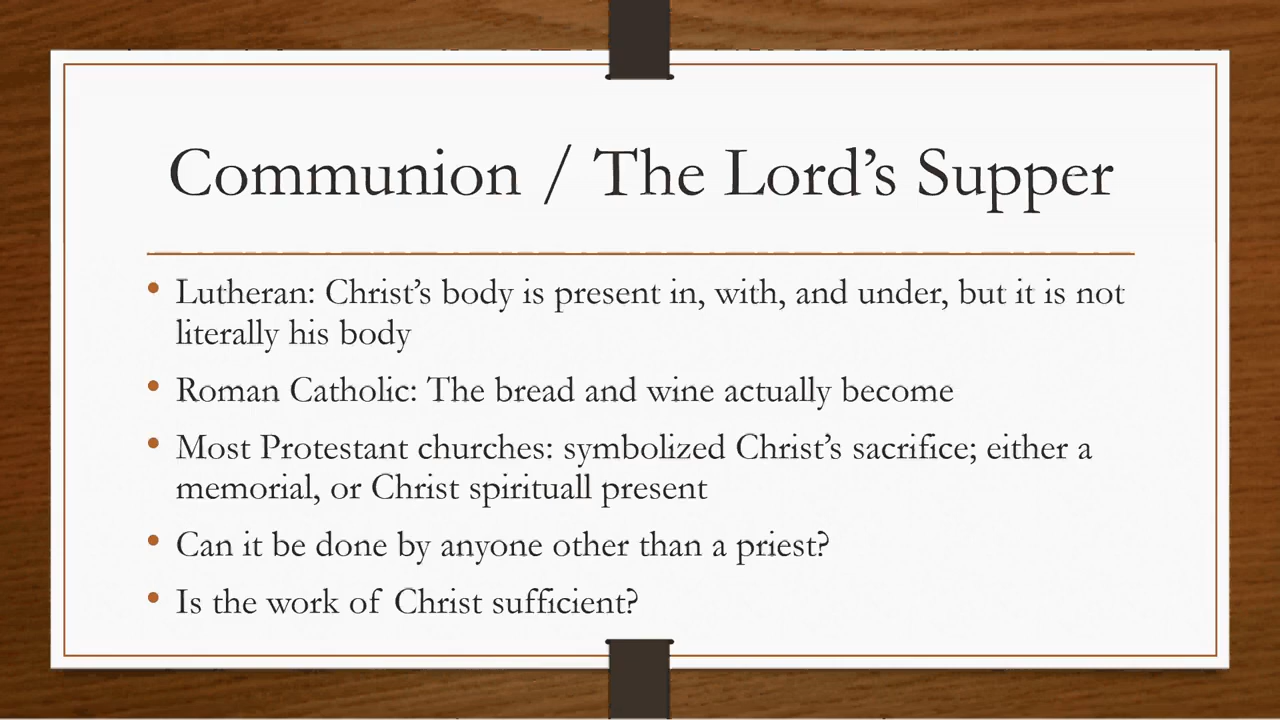 Communion / The Lord’s Supper
• Lutheran: Christ’s body is present in, with, and under, but it is not
literally his body
• Roman Catholic: The bread and wine actually become
• Most Protestant churches: symbolized Christ’s sacrifice; either a
memorial, or Christ spirituall present
• Can it be done by anyone other than a priest?
• Is the work of Christ sufficient?